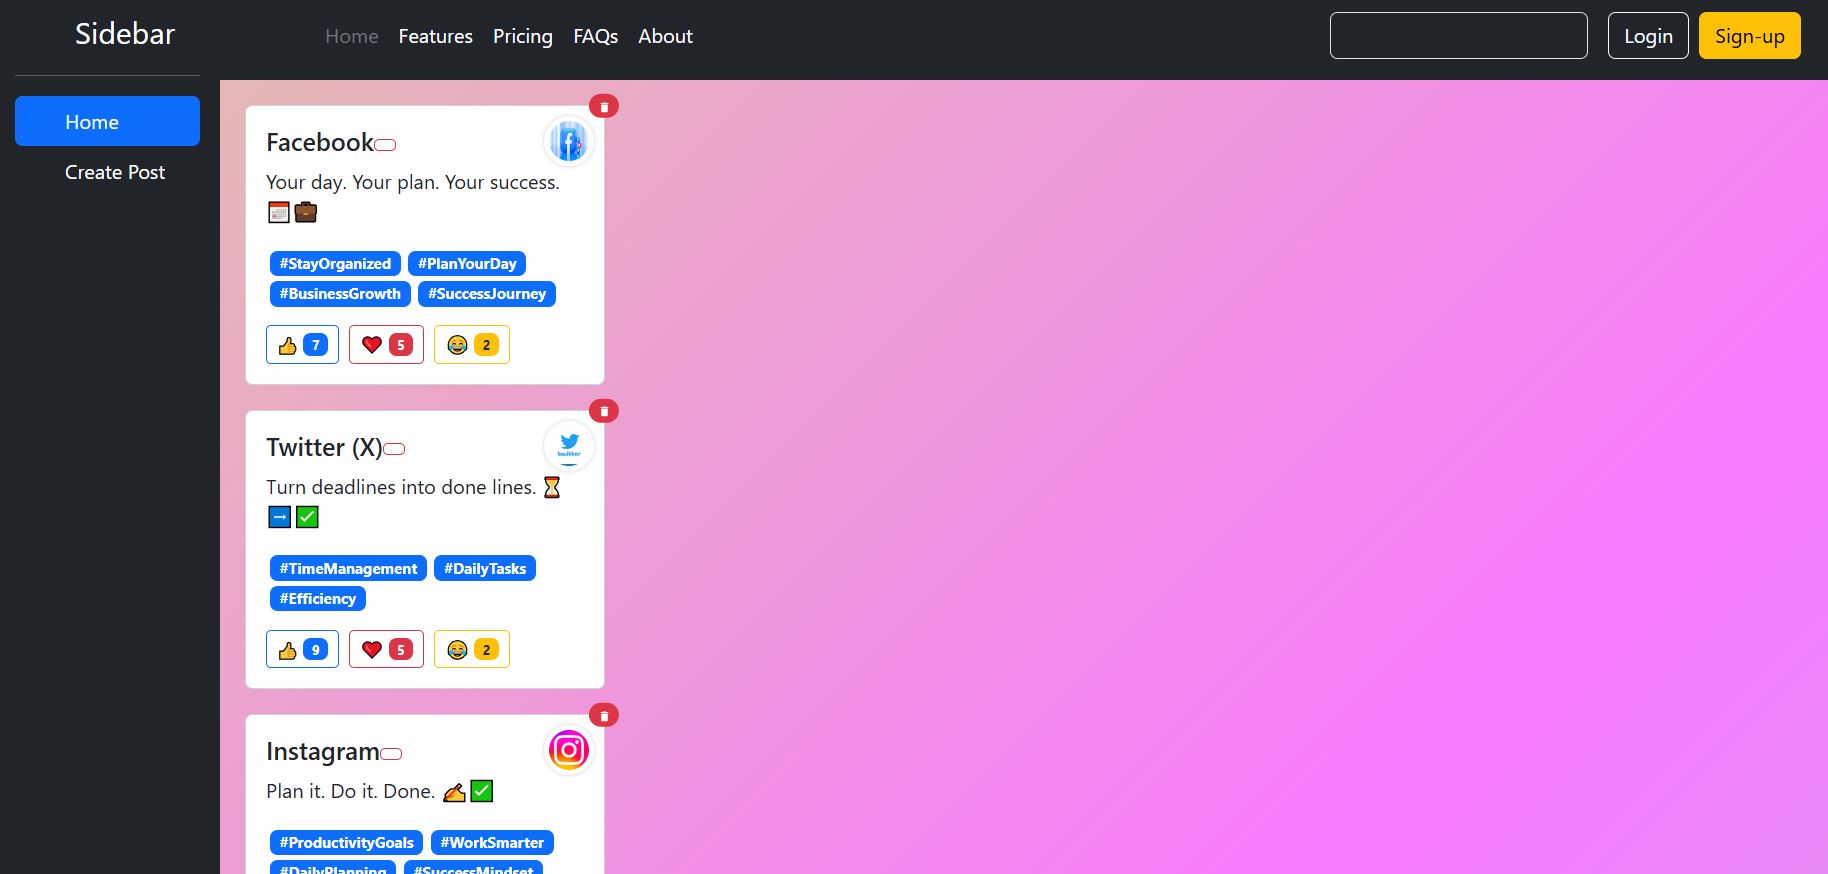 Sidebar
Home Features Pricing FAQs About
Login Sign-up
Home
Create Post
Facebook
Your day. Your plan. Your success.
📅💼
#StayOrganized #PlanYourDay
#BusinessGrowth #SuccessJourney
👍 7 ❤️ 5 😂 2
Twitter (X)
twitter
Turn deadlines into done lines. ⏳
➡️✅
#TimeManagement #DailyTasks
#Efficiency
👍 9 ❤️ 5 😂 2
Instagram
Plan it. Do it. Done. ✍️✅
#ProductivityGoals #WorkSmarter
#DailyPlanning #SuccessMindset